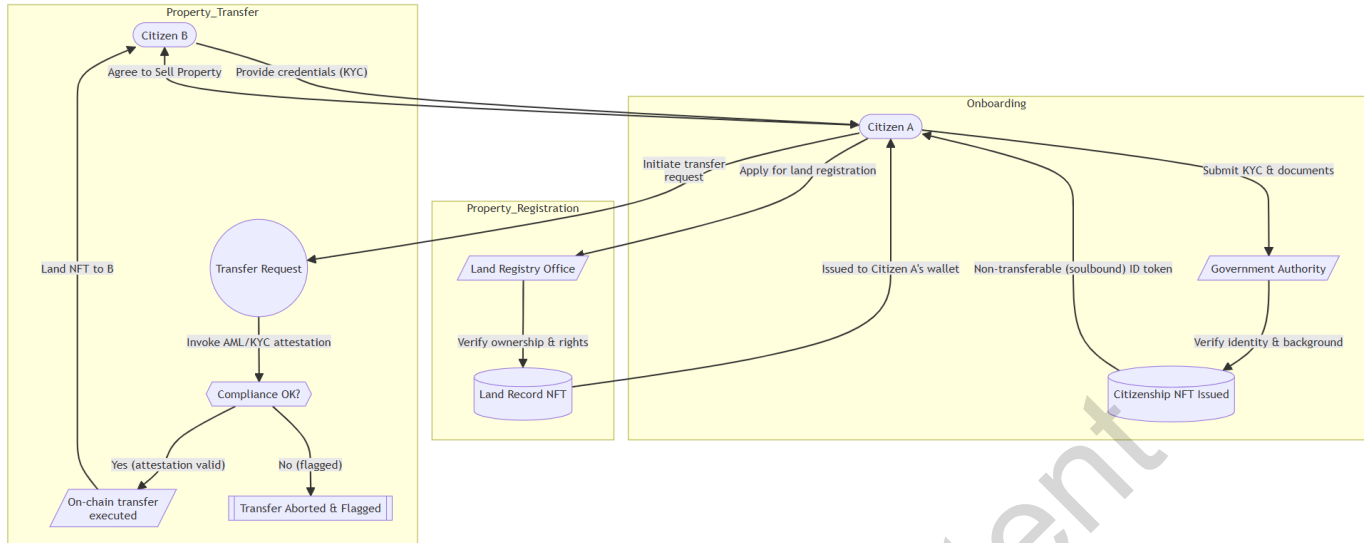 Property_Transfer
Citizen B
Agree to Sell Property
Provide credentials (KYC)
Onboarding
Citizen A
Initiate transfer
request
Apply for land registration
Submit KYC & documents
Property_Registration
Transfer Request
Land Registry Office
Land NFT to B
Issued to Citizen A's wallet
Non-transferable (soulbound) ID token
Government Authority
Invoke AML/KYC attestation
Verify ownership & rights
Verify identity & background
Compliance OK?
Land Record NFT
Citizenship NFT Issued
Yes (attestation valid)
No (flagged)
On-chain transfer
executed
Transfer Aborted & Flagged